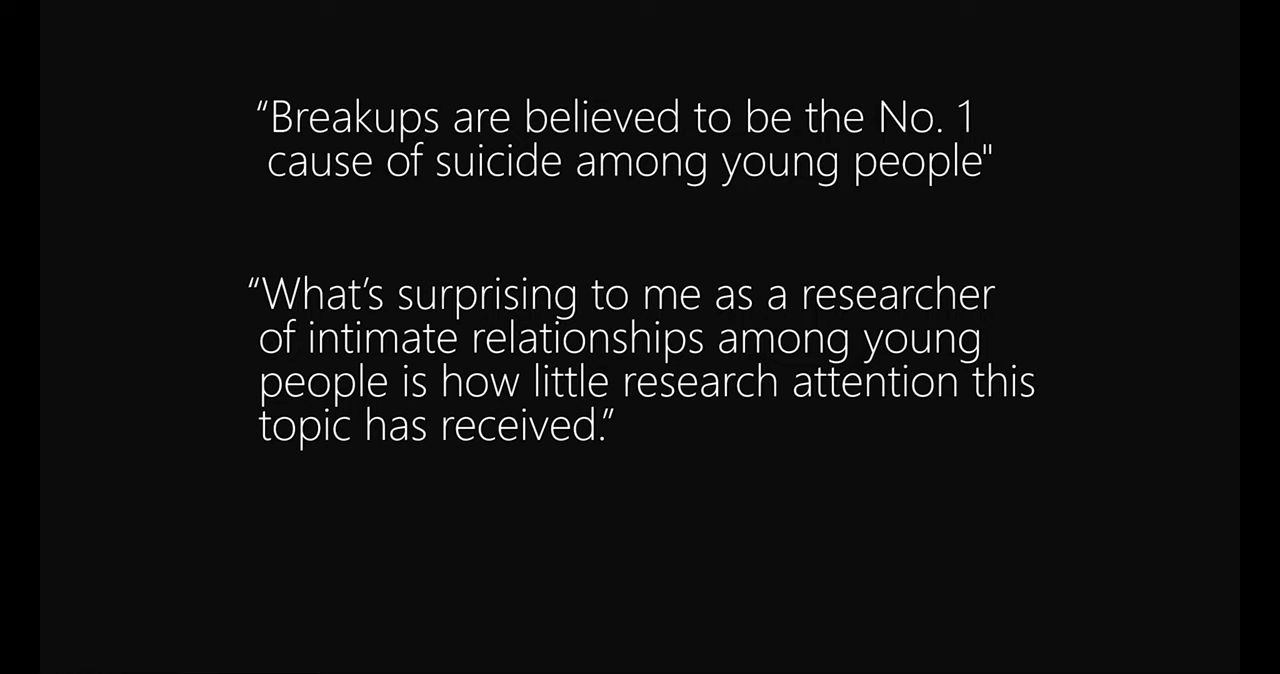 “Breakups are believed to be the No. 1
cause of suicide among young people"
“What’s surprising to me as a researcher
of intimate relationships among young
people is how little research attention this
topic has received.”